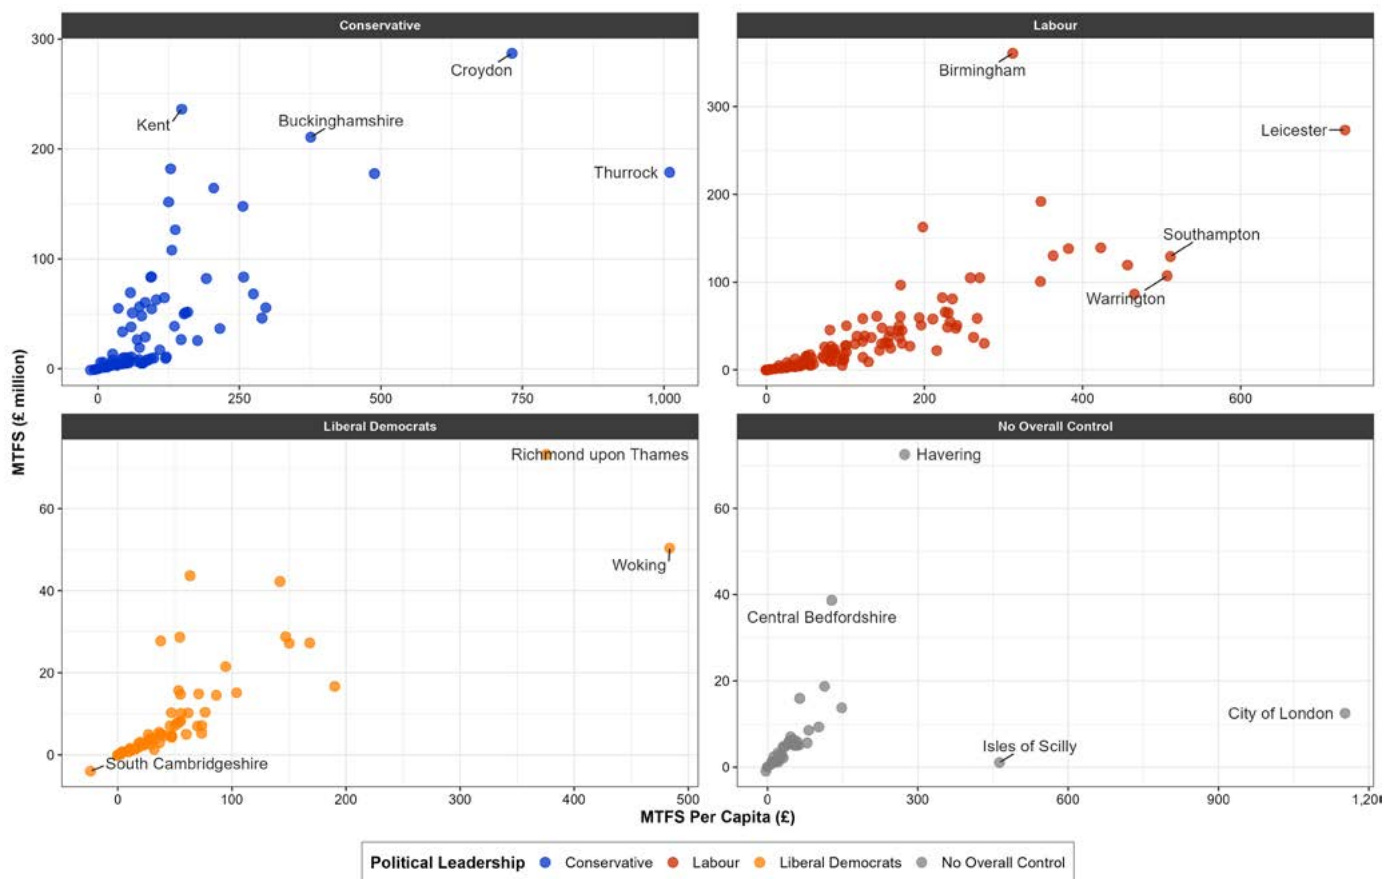 Conservative
Labour
300
200
100
0
Croydon
Kent
Buckinghamshire
Thurrock
0
250
500
750
1,000
300
200
100
0
Birmingham
Leicester
Southampton
Warrington
0
200
400
600
MTFS (£ million)
Liberal Democrats
No Overall Control
60
40
20
0
Richmond upon Thames
Woking
South Cambridgeshire
0
100
200
300
400
500
60
40
20
0
Havering
Central Bedfordshire
City of London
Isles of Scilly
0
300
600
900
1,20
MTFS Per Capita (£)
Political Leadership Conservative Labour Liberal Democrats No Overall Control